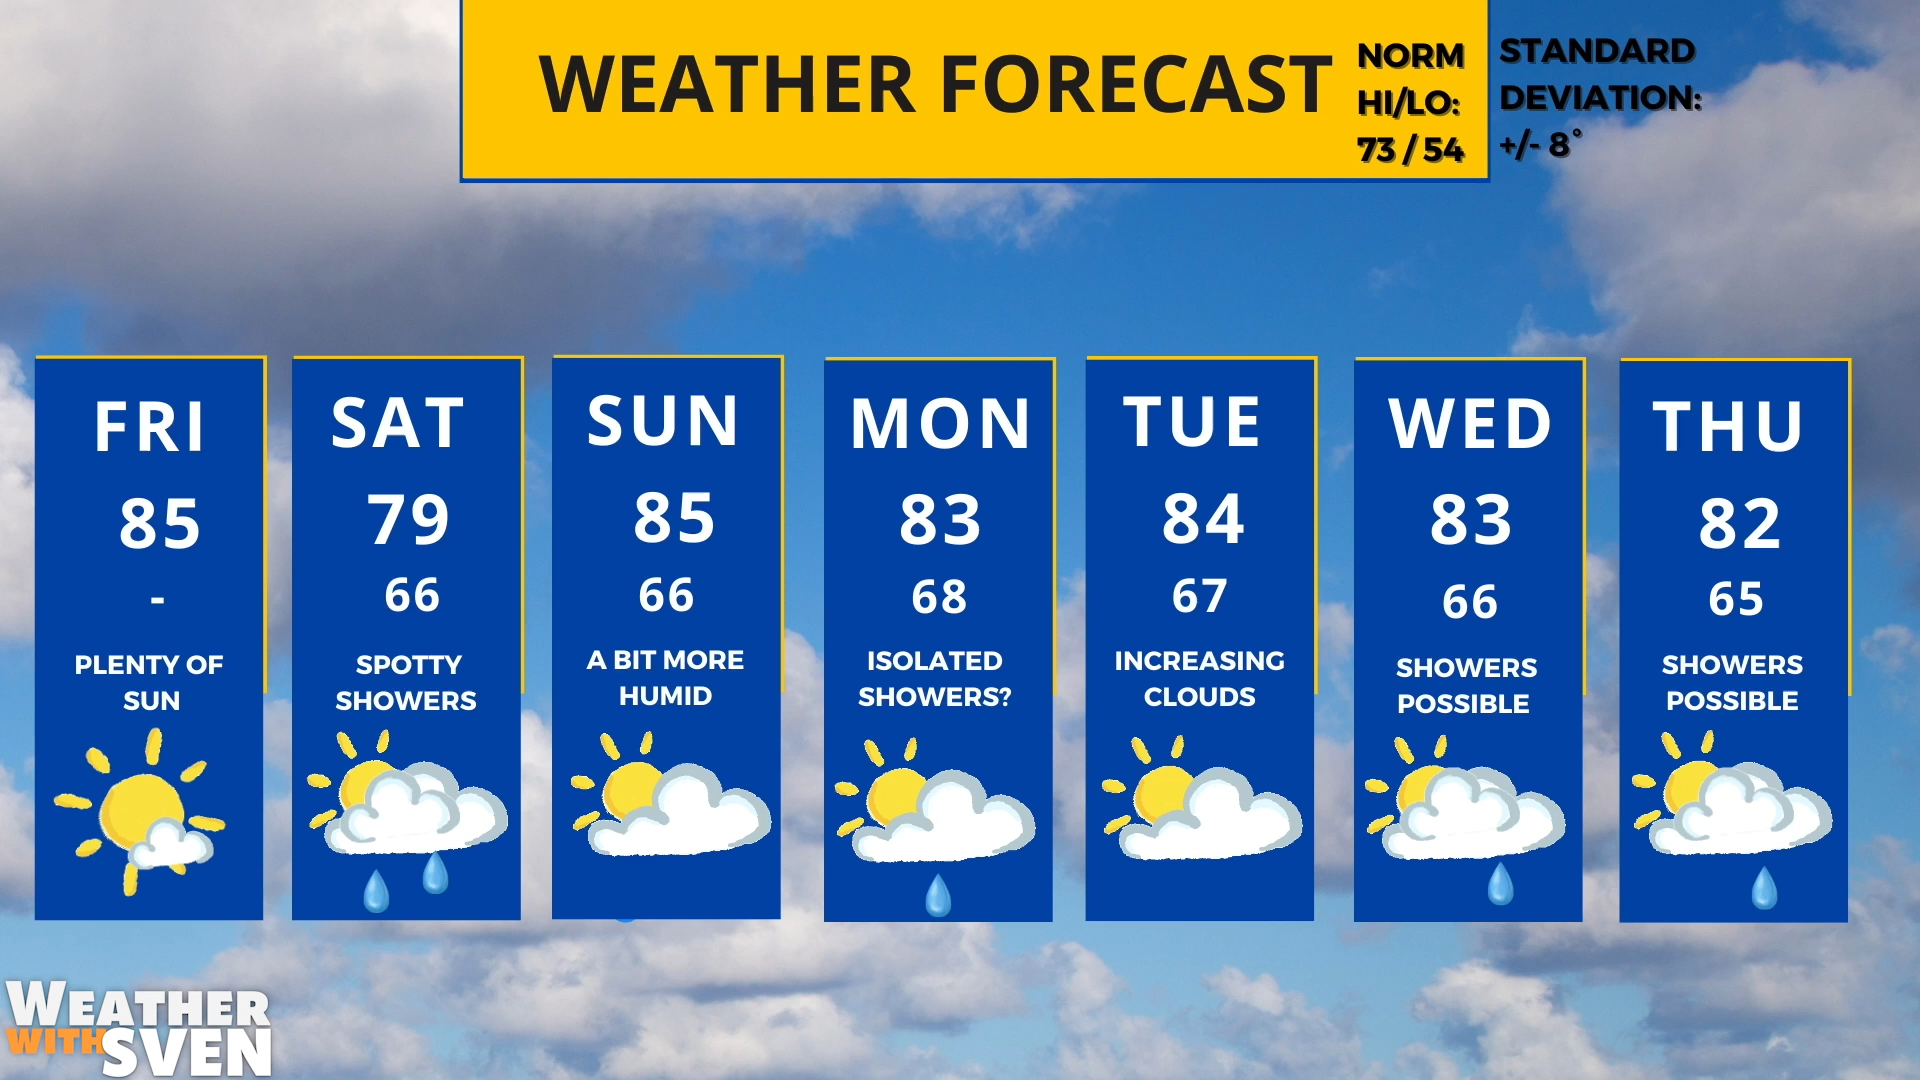 WEATHER FORECAST
NORM
HI/LO:
73 / 54
STANDARD
DEVIATION:
+/- 8°
FRI
85
-
PLENTY OF
SUN
SAT
79
66
SPOTTY
SHOWERS
SUN
85
66
A BIT MORE
HUMID
MON
83
68
ISOLATED
SHOWERS?
TUE
84
67
INCREASING
CLOUDS
WED
83
66
SHOWERS
POSSIBLE
THU
82
65
SHOWERS
POSSIBLE
WEATHER
WITH SVEN